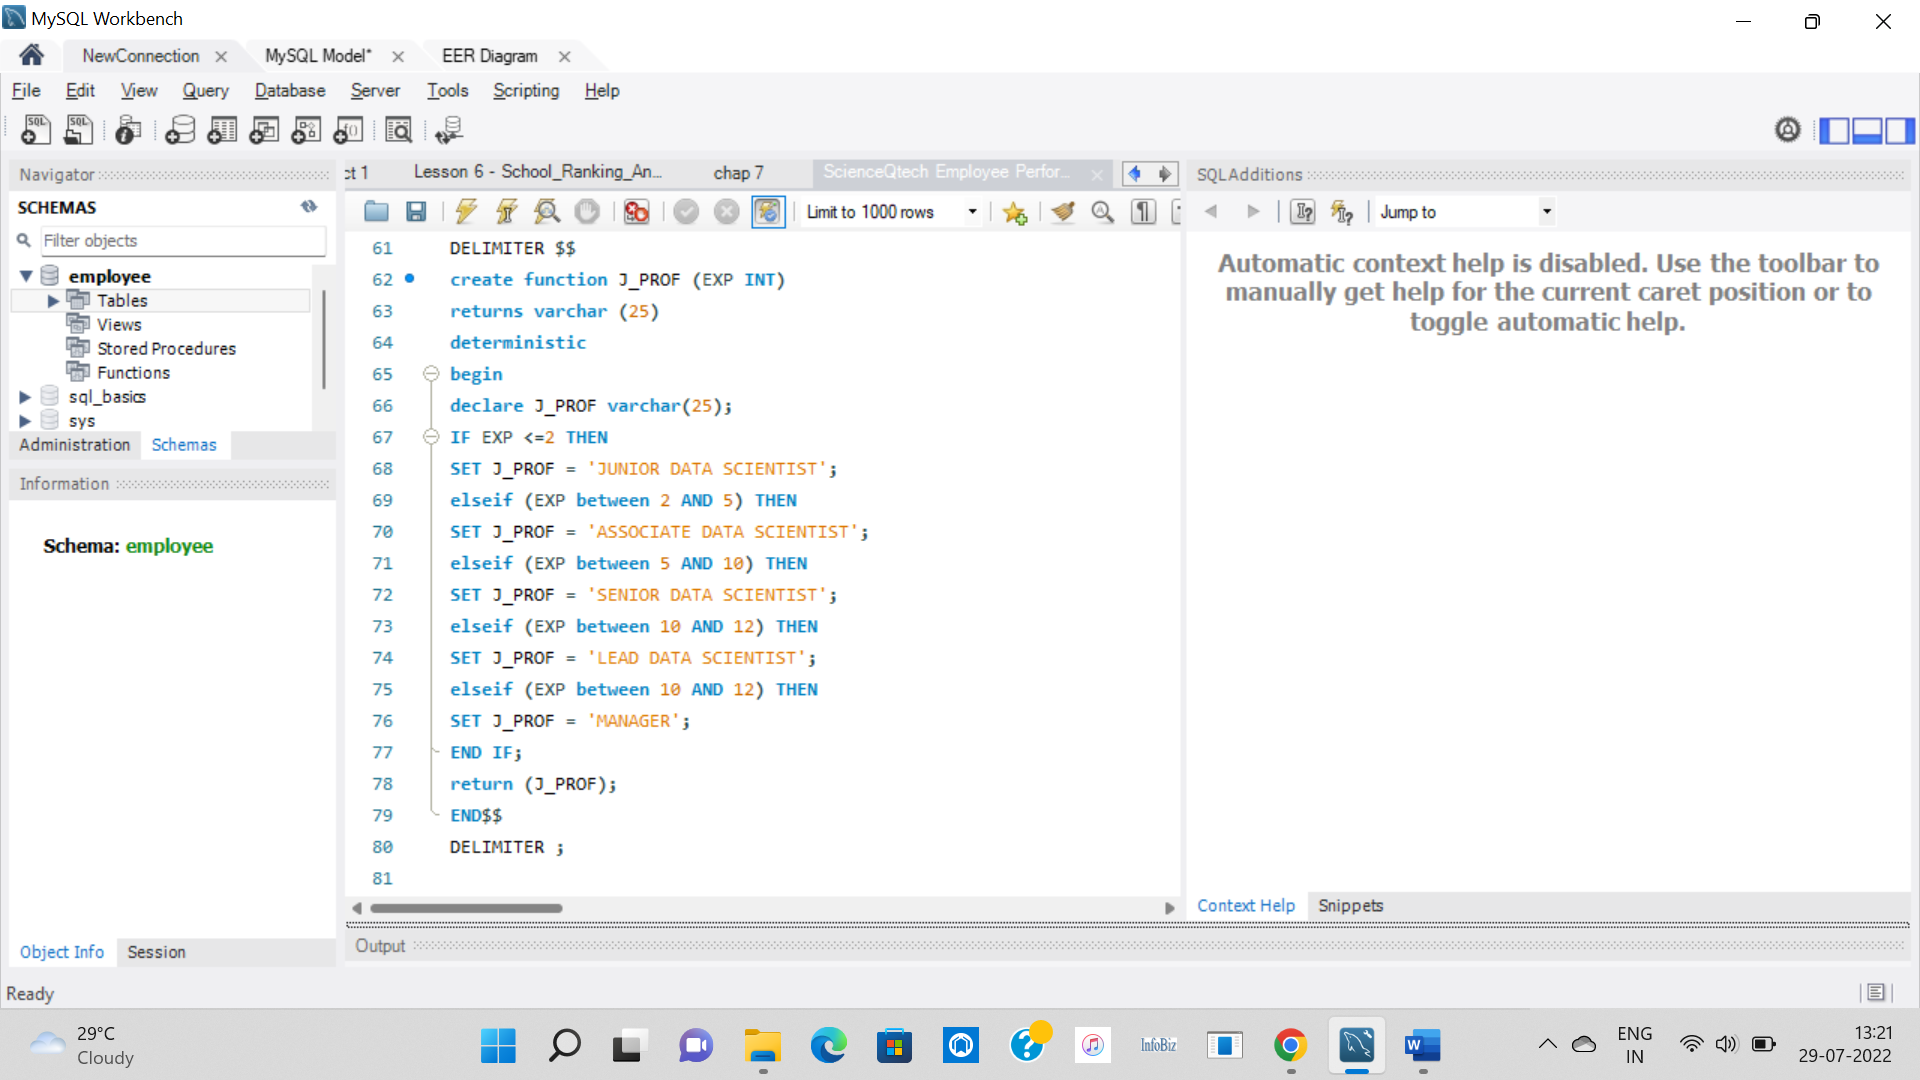 MySQL Workbench
NewConnection
MySQL Model*
EER Diagram
File Edit View Query Database Server Tools Scripting Help
Navigator
SCHEMAS
Filter objects
employee
Tables
Views
Stored Procedures
Functions
sql_basics
sys
Administration Schemas
Information
Schema: employee
Object Info Session
Ready
ct 1
Lesson 6 - School_Ranking_An...
chap 7
ScienceQtech Employee Perfor...
Limit to 1000 rows
61 DELIMITER $$
62 create function J_PROF (EXP INT)
63 returns varchar (25)
64 deterministic
65 begin
66 declare J_PROF varchar(25);
67 IF EXP <=2 THEN
68 SET J_PROF = 'JUNIOR DATA SCIENTIST';
69 elseif (EXP between 2 AND 5) THEN
70 SET J_PROF = 'ASSOCIATE DATA SCIENTIST';
71 elseif (EXP between 5 AND 10) THEN
72 SET J_PROF = 'SENIOR DATA SCIENTIST';
73 elseif (EXP between 10 AND 12) THEN
74 SET J_PROF = 'LEAD DATA SCIENTIST';
75 elseif (EXP between 10 AND 12) THEN
76 SET J_PROF = 'MANAGER';
77 END IF;
78 return (J_PROF);
79 END$$
80 DELIMITER ;
81
Output
SQLAdditions
Jump to
Automatic context help is disabled. Use the toolbar to
manually get help for the current caret position or to
toggle automatic help.
Context Help Snippets
29°C
Cloudy
InfoBiz
ENG
IN
13:21
29-07-2022